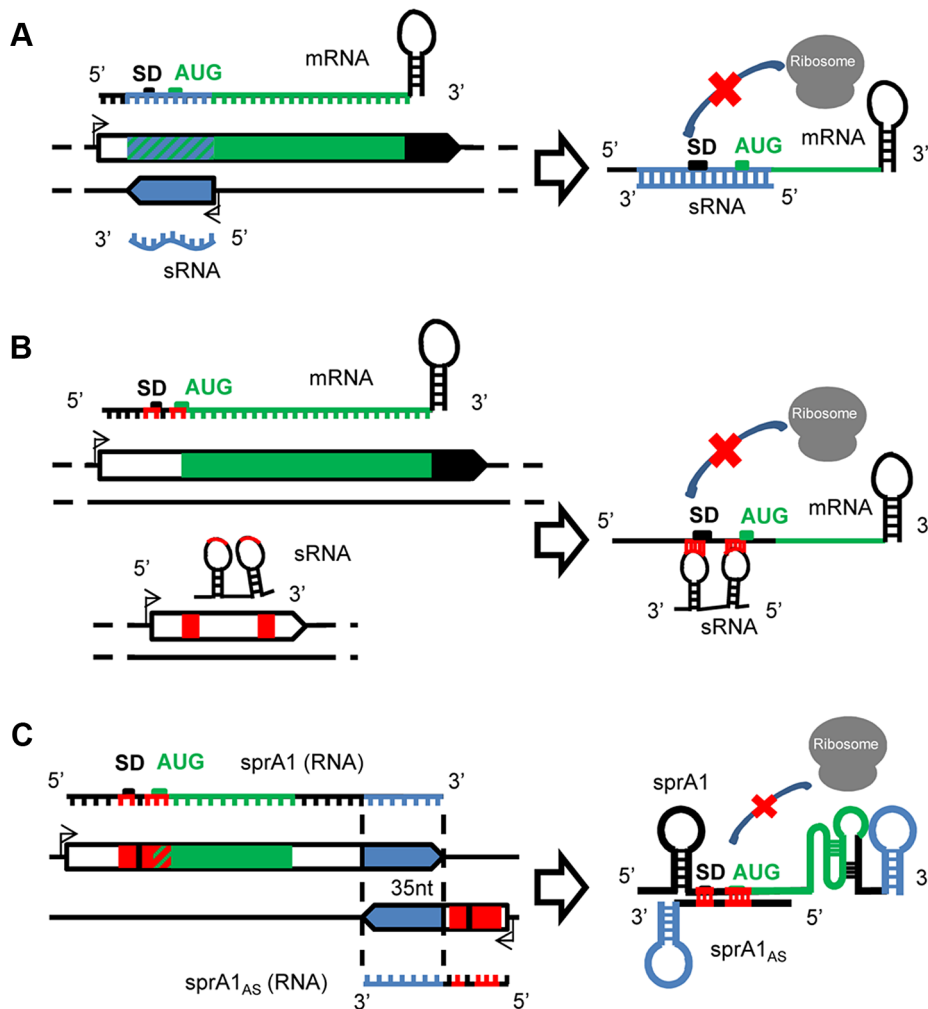 A
5’ SD AUG mRNA 3’
3’ 5’
sRNA
Ribosome
SD AUG mRNA
5’ 3’
3’ 5’
sRNA
B
5’ SD AUG mRNA 3’
5’ sRNA 3’
Ribosome
SD AUG mRNA
5’ 3
3’ 5’
sRNA
C
5’ SD AUG sprA1 (RNA) 3’
35nt
sprA1AS (RNA)
3’ 5’
Ribosome
sprA1
SD AUG
5’ 3
3’ 5’
sprA1AS